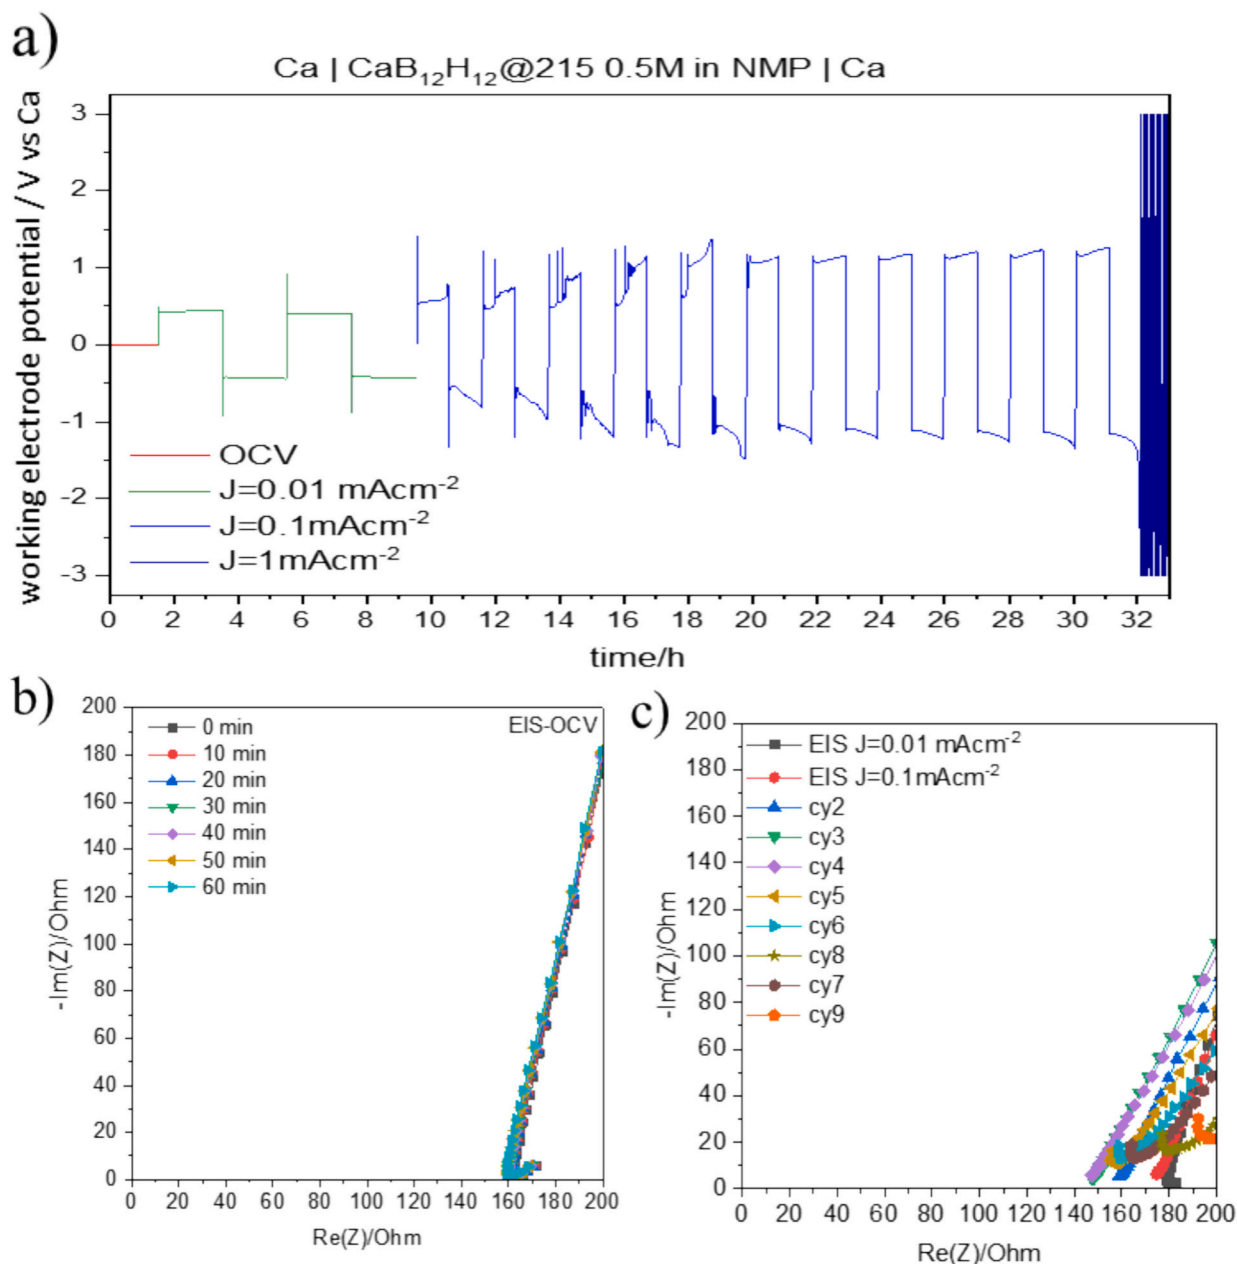 a)
Ca | CaB₁₂H₁₂@215 0.5M in NMP | Ca
working electrode potential / V vs Ca
3
2
1
0
-1
-2
-3
OCV
J=0.01 mAcm⁻²
J=0.1mAcm⁻²
J=1mAcm⁻²
0 2 4 6 8 10 12 14 16 18 20 22 24 26 28 30 32
time/h
b)
EIS-OCV
-Im(Z)/Ohm
200
180
160
140
120
100
80
60
40
20
0
0 min
10 min
20 min
30 min
40 min
50 min
60 min
0 20 40 60 80 100 120 140 160 180 200
Re(Z)/Ohm
c)
-Im(Z)/Ohm
200
180
160
140
120
100
80
60
40
20
0
EIS J=0.01 mAcm⁻²
EIS J=0.1mAcm⁻²
cy2
cy3
cy4
cy5
cy6
cy8
cy7
cy9
0 20 40 60 80 100 120 140 160 180 200
Re(Z)/Ohm